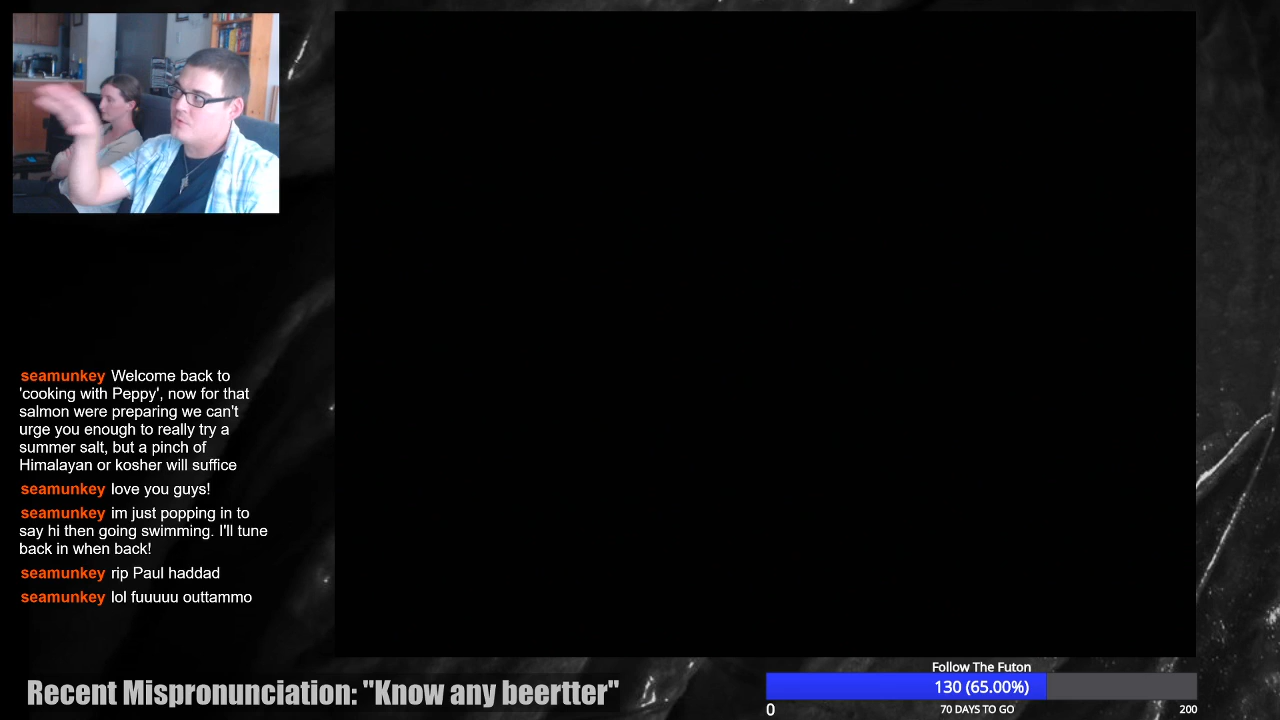 seamunkey Welcome back to
'cooking with Peppy', now for that
salmon were preparing we can't
urge you enough to really try a
summer salt, but a pinch of
Himalayan or kosher will suffice
seamunkey love you guys!
seamunkey im just popping in to
say hi then going swimming. I'll tune
back in when back!
seamunkey rip Paul haddad
seamunkey lol fuuuuu outtammo
Recent Mispronunciation: "Know any beertter"
Follow The Futon
130 (65.00%)
0 70 DAYS TO GO 200